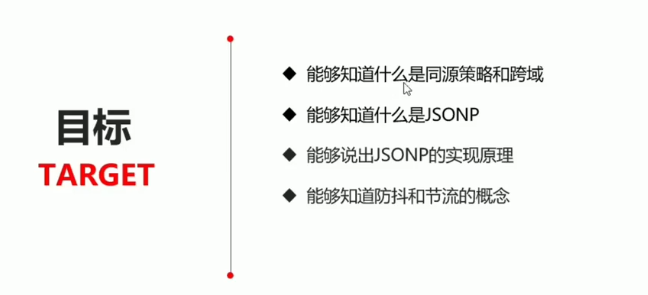 目标
TARGET
能够知道什么是同源策略和跨域
能够知道什么是JSONP
能够说出JSONP的实现原理
能够知道防抖和节流的概念